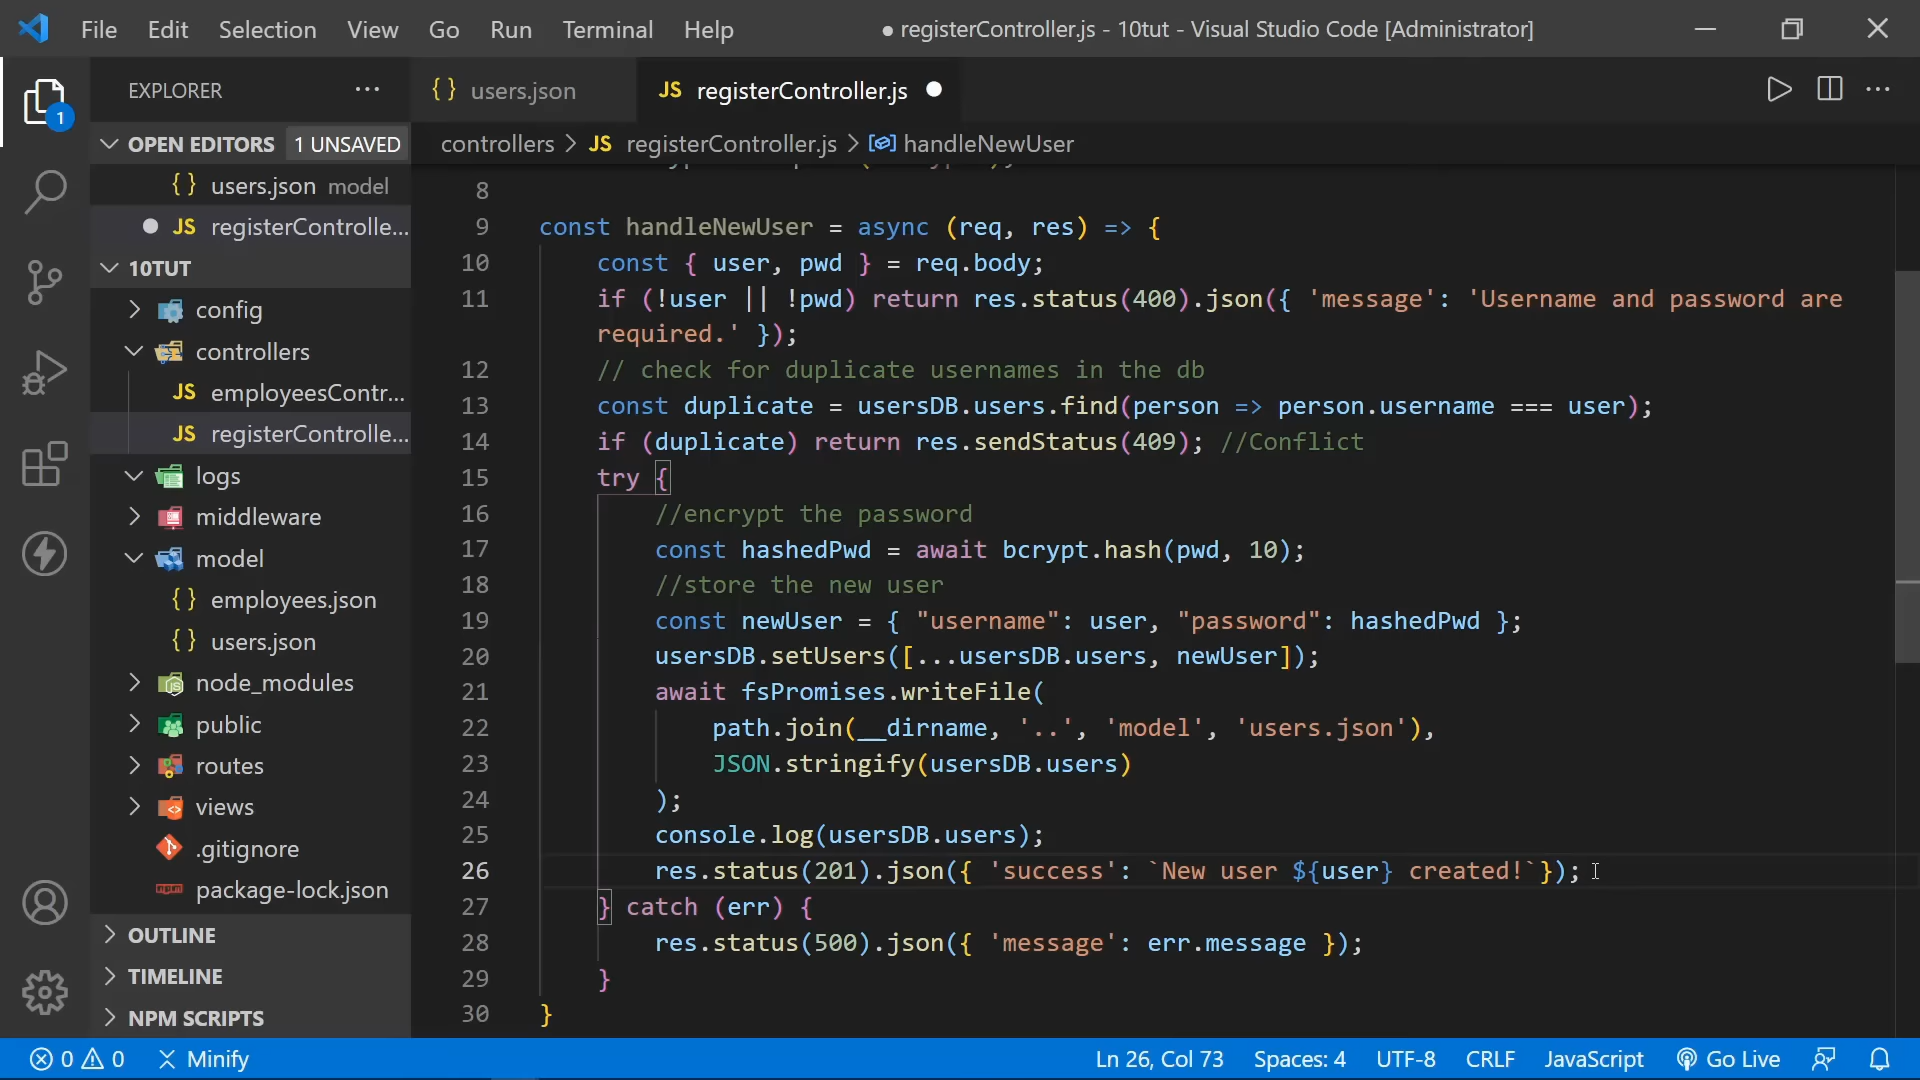 File Edit Selection View Go Run Terminal Help ● registerController.js - 10tut - Visual Studio Code [Administrator]
EXPLORER ···
{ } users.json
JS registerController.js ●
OPEN EDITORS 1 UNSAVED
controllers > JS registerController.js > handleNewUser
{ } users.json model
● JS registerControlle...
10TUT
config
controllers
JS employeesContr...
JS registerControlle...
logs
middleware
model
{ } employees.json
{ } users.json
node_modules
public
routes
views
.gitignore
package-lock.json
OUTLINE
TIMELINE
NPM SCRIPTS
1
8
9 const handleNewUser = async (req, res) => {
10 const { user, pwd } = req.body;
11 if (!user || !pwd) return res.status(400).json({ 'message': 'Username and password are
required.' });
12 // check for duplicate usernames in the db
13 const duplicate = usersDB.users.find(person => person.username === user);
14 if (duplicate) return res.sendStatus(409); //Conflict
15 try {
16 //encrypt the password
17 const hashedPwd = await bcrypt.hash(pwd, 10);
18 //store the new user
19 const newUser = { "username": user, "password": hashedPwd };
20 usersDB.setUsers([...usersDB.users, newUser]);
21 await fsPromises.writeFile(
22 path.join(__dirname, '..', 'model', 'users.json'),
23 JSON.stringify(usersDB.users)
24 );
25 console.log(usersDB.users);
26 res.status(201).json({ 'success': `New user ${user} created!`});
27 } catch (err) {
28 res.status(500).json({ 'message': err.message });
29 }
30 }
0 0 Minify Ln 26, Col 73 Spaces: 4 UTF-8 CRLF JavaScript Go Live